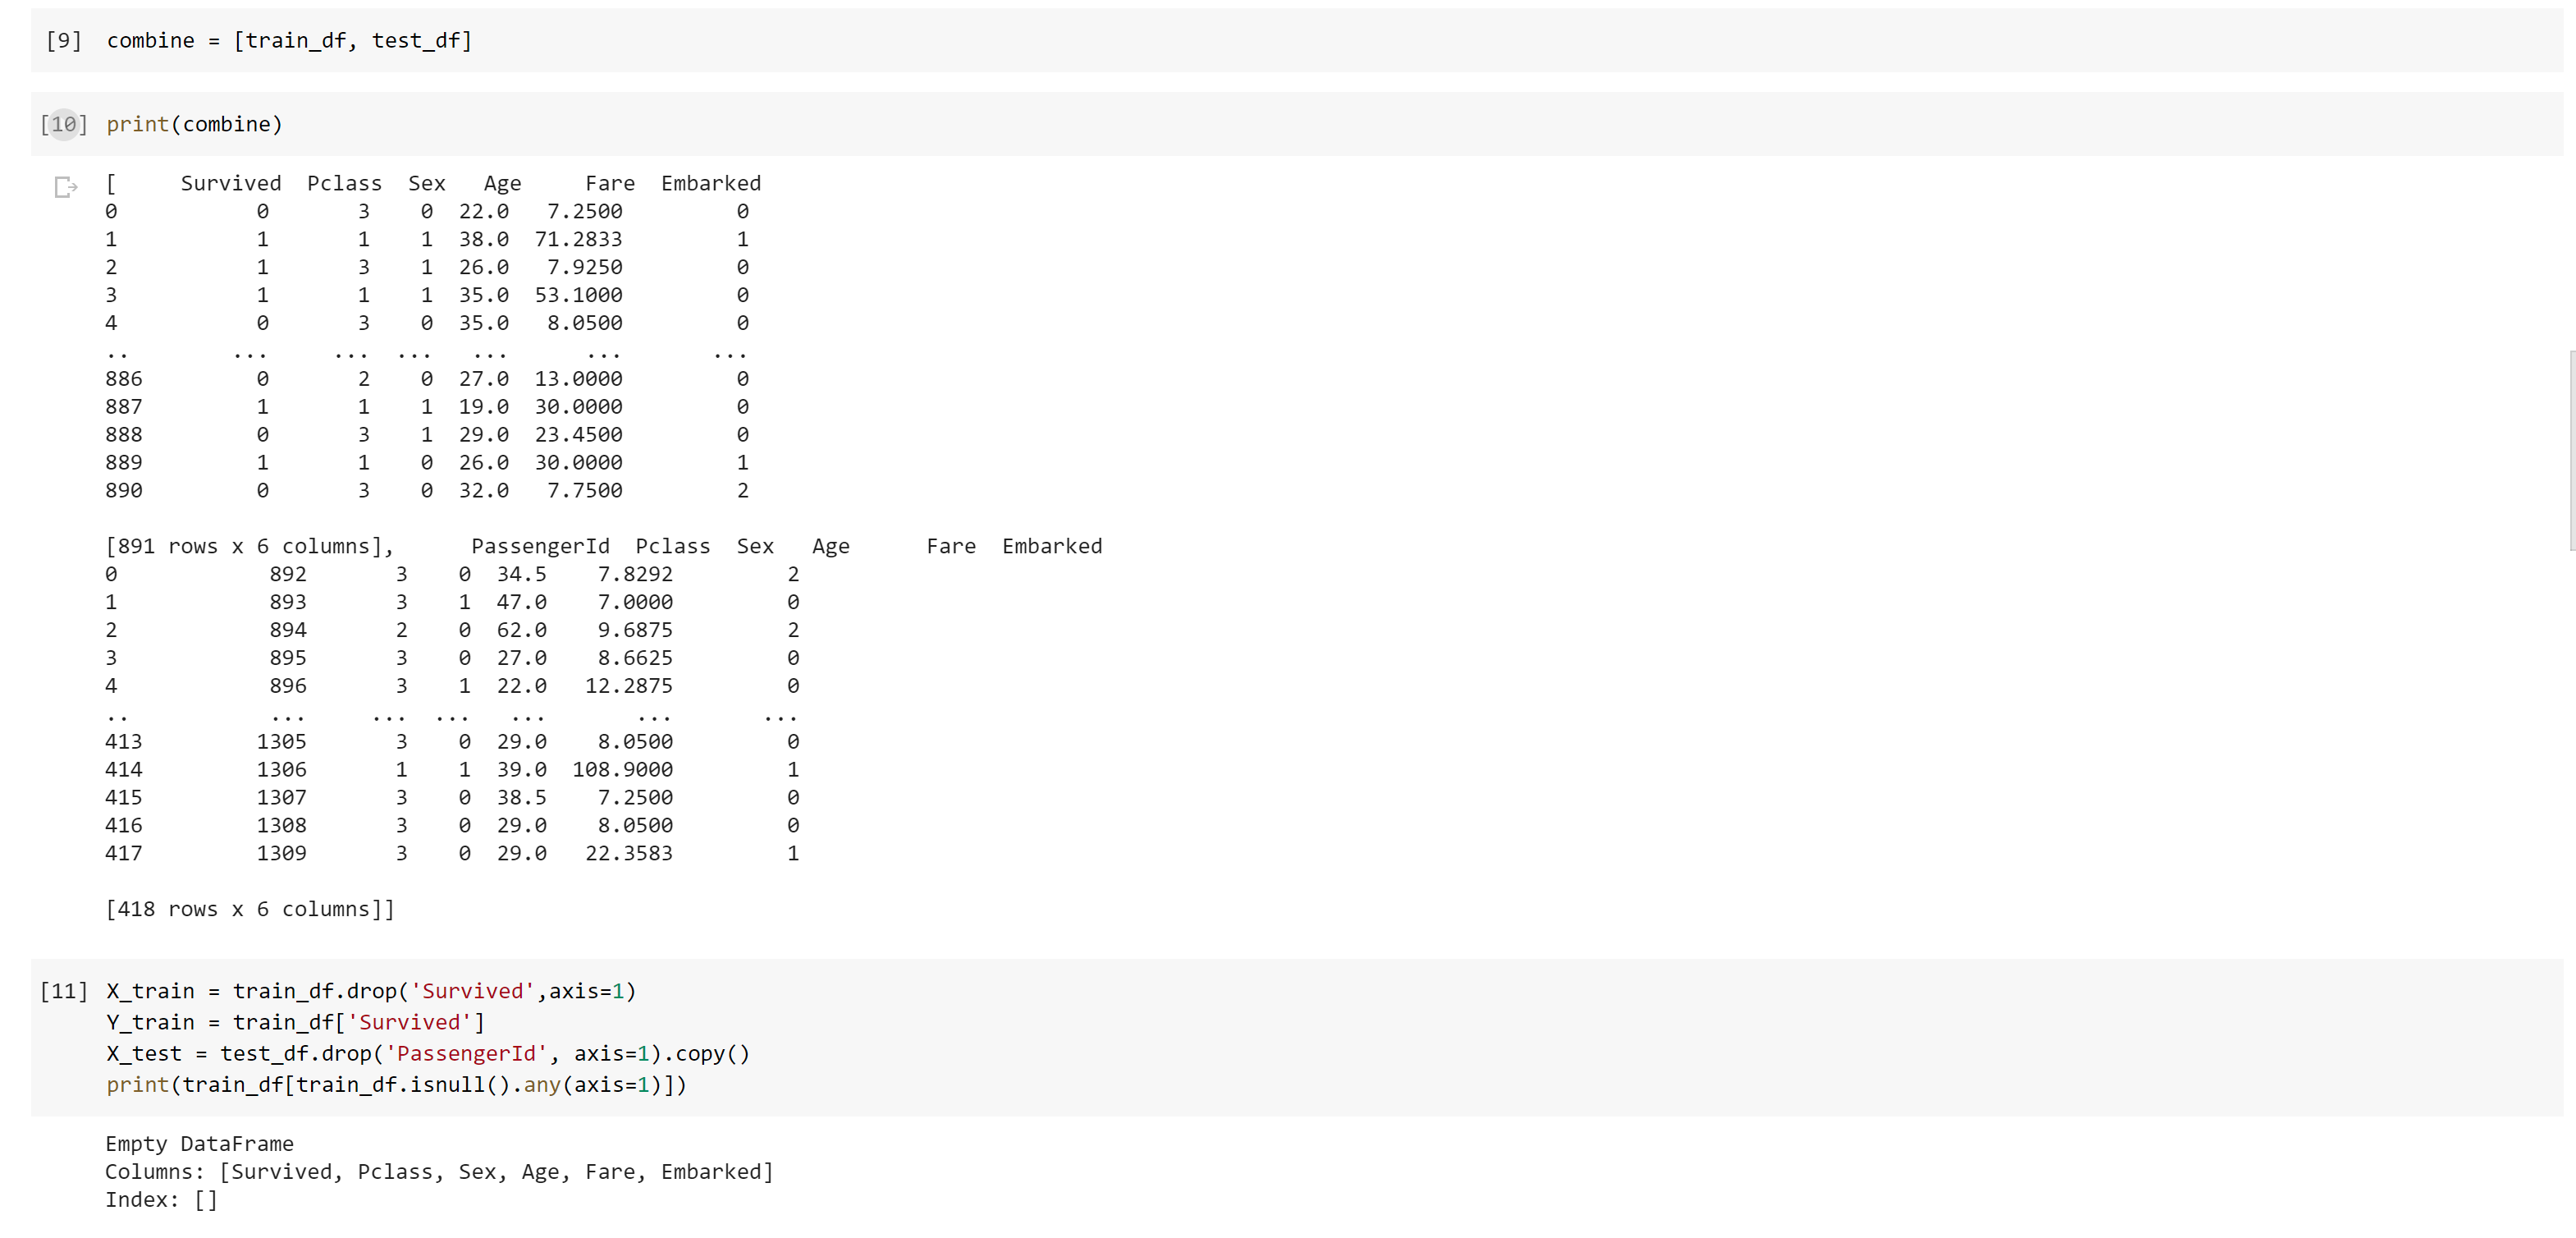 [9] combine = [train_df, test_df]
[10] print(combine)
[     Survived  Pclass  Sex   Age     Fare  Embarked
0           0       3    0  22.0   7.2500         0
1           1       1    1  38.0  71.2833         1
2           1       3    1  26.0   7.9250         0
3           1       1    1  35.0  53.1000         0
4           0       3    0  35.0   8.0500         0
..        ...     ...  ...   ...      ...       ...
886         0       2    0  27.0  13.0000         0
887         1       1    1  19.0  30.0000         0
888         0       3    1  29.0  23.4500         0
889         1       1    0  26.0  30.0000         1
890         0       3    0  32.0   7.7500         2
[891 rows x 6 columns],      PassengerId  Pclass  Sex   Age      Fare  Embarked
0            892       3    0  34.5    7.8292         2
1            893       3    1  47.0    7.0000         0
2            894       2    0  62.0    9.6875         2
3            895       3    0  27.0    8.6625         0
4            896       3    1  22.0   12.2875         0
..           ...     ...  ...   ...       ...       ...
413         1305       3    0  29.0    8.0500         0
414         1306       1    1  39.0  108.9000         1
415         1307       3    0  38.5    7.2500         0
416         1308       3    0  29.0    8.0500         0
417         1309       3    0  29.0   22.3583         1
[418 rows x 6 columns]]
[11] X_train = train_df.drop('Survived',axis=1)
Y_train = train_df['Survived']
X_test = test_df.drop('PassengerId', axis=1).copy()
print(train_df[train_df.isnull().any(axis=1)])
Empty DataFrame
Columns: [Survived, Pclass, Sex, Age, Fare, Embarked]
Index: []